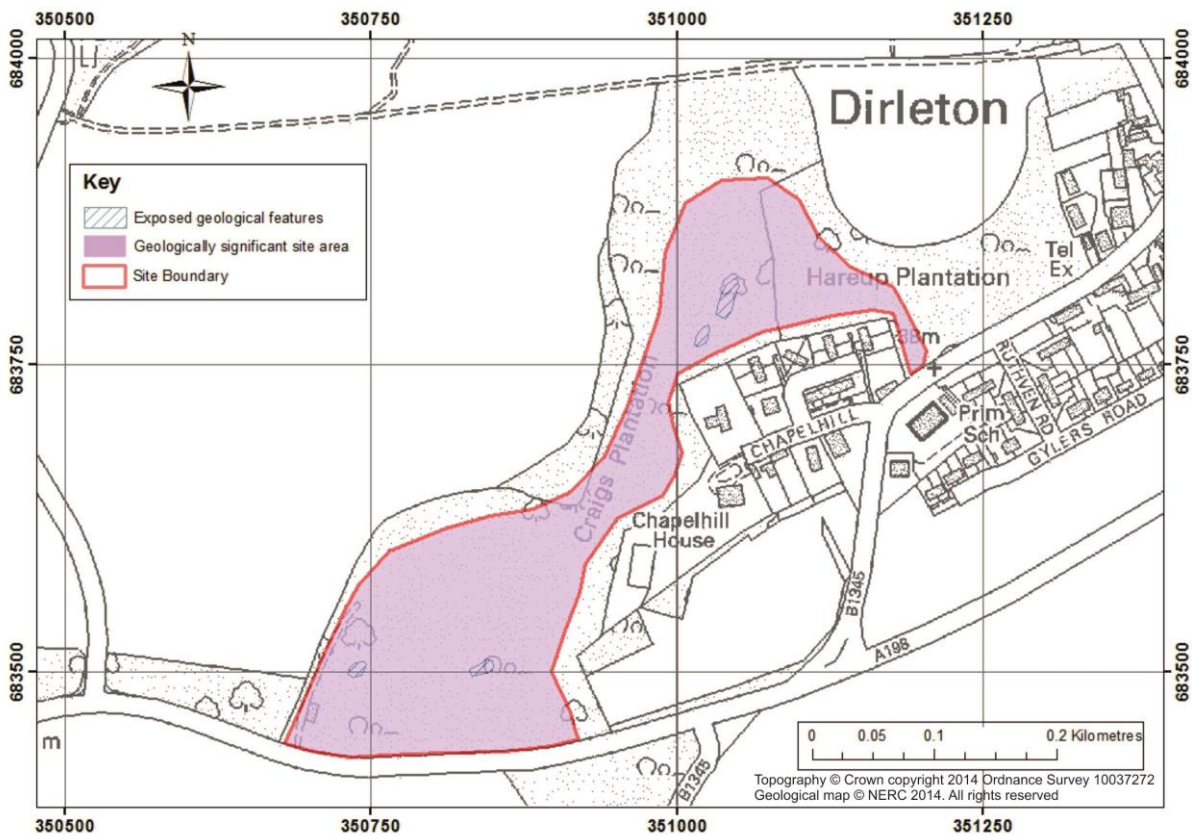 350500 350750 351000 351250
684000 684000
N
Dirleton
Key
Exposed geological features
Geologically significant site area
Site Boundary
Tel
Ex
Hareup Plantation
38m
683750 683750
Craigs Plantation
RUTHVEN RD
Prim
Sch
CHAPELHILL
GYLERS ROAD
Chapelhill
House
B1345
A198
683500 683500
m
B1345
0 0.05 0.1 0.2 Kilometres
Topography © Crown copyright 2014 Ordnance Survey 10037272
Geological map © NERC 2014. All rights reserved
350500 350750 351000 351250